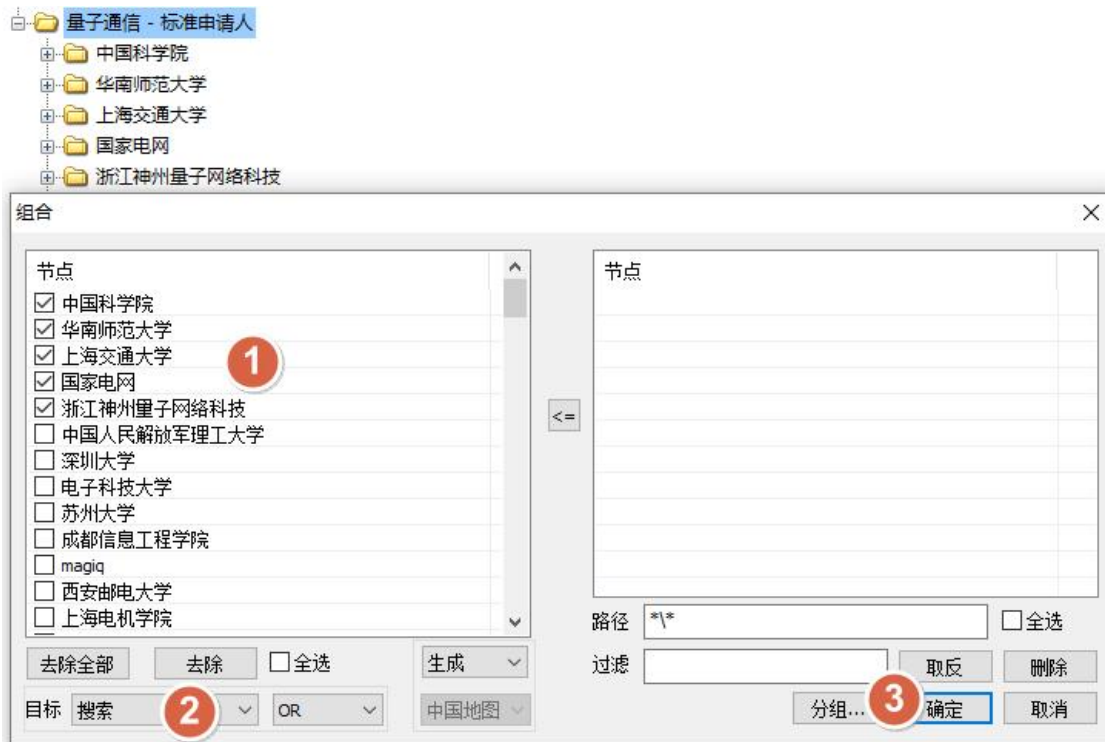 量子通信 - 标准申请人
中国科学院
华南师范大学
上海交通大学
国家电网
浙江神州量子网络科技
组合
节点
中国科学院
华南师范大学
上海交通大学
国家电网
浙江神州量子网络科技
中国人民解放军理工大学
深圳大学
电子科技大学
苏州大学
成都信息工程学院
magiq
西安邮电大学
上海电机学院
1
<=
节点
路径 *\* 全选
去除全部 去除 全选 生成 过滤 取反 删除
目标 搜索 2 OR 中国地图 分组... 3 确定 取消